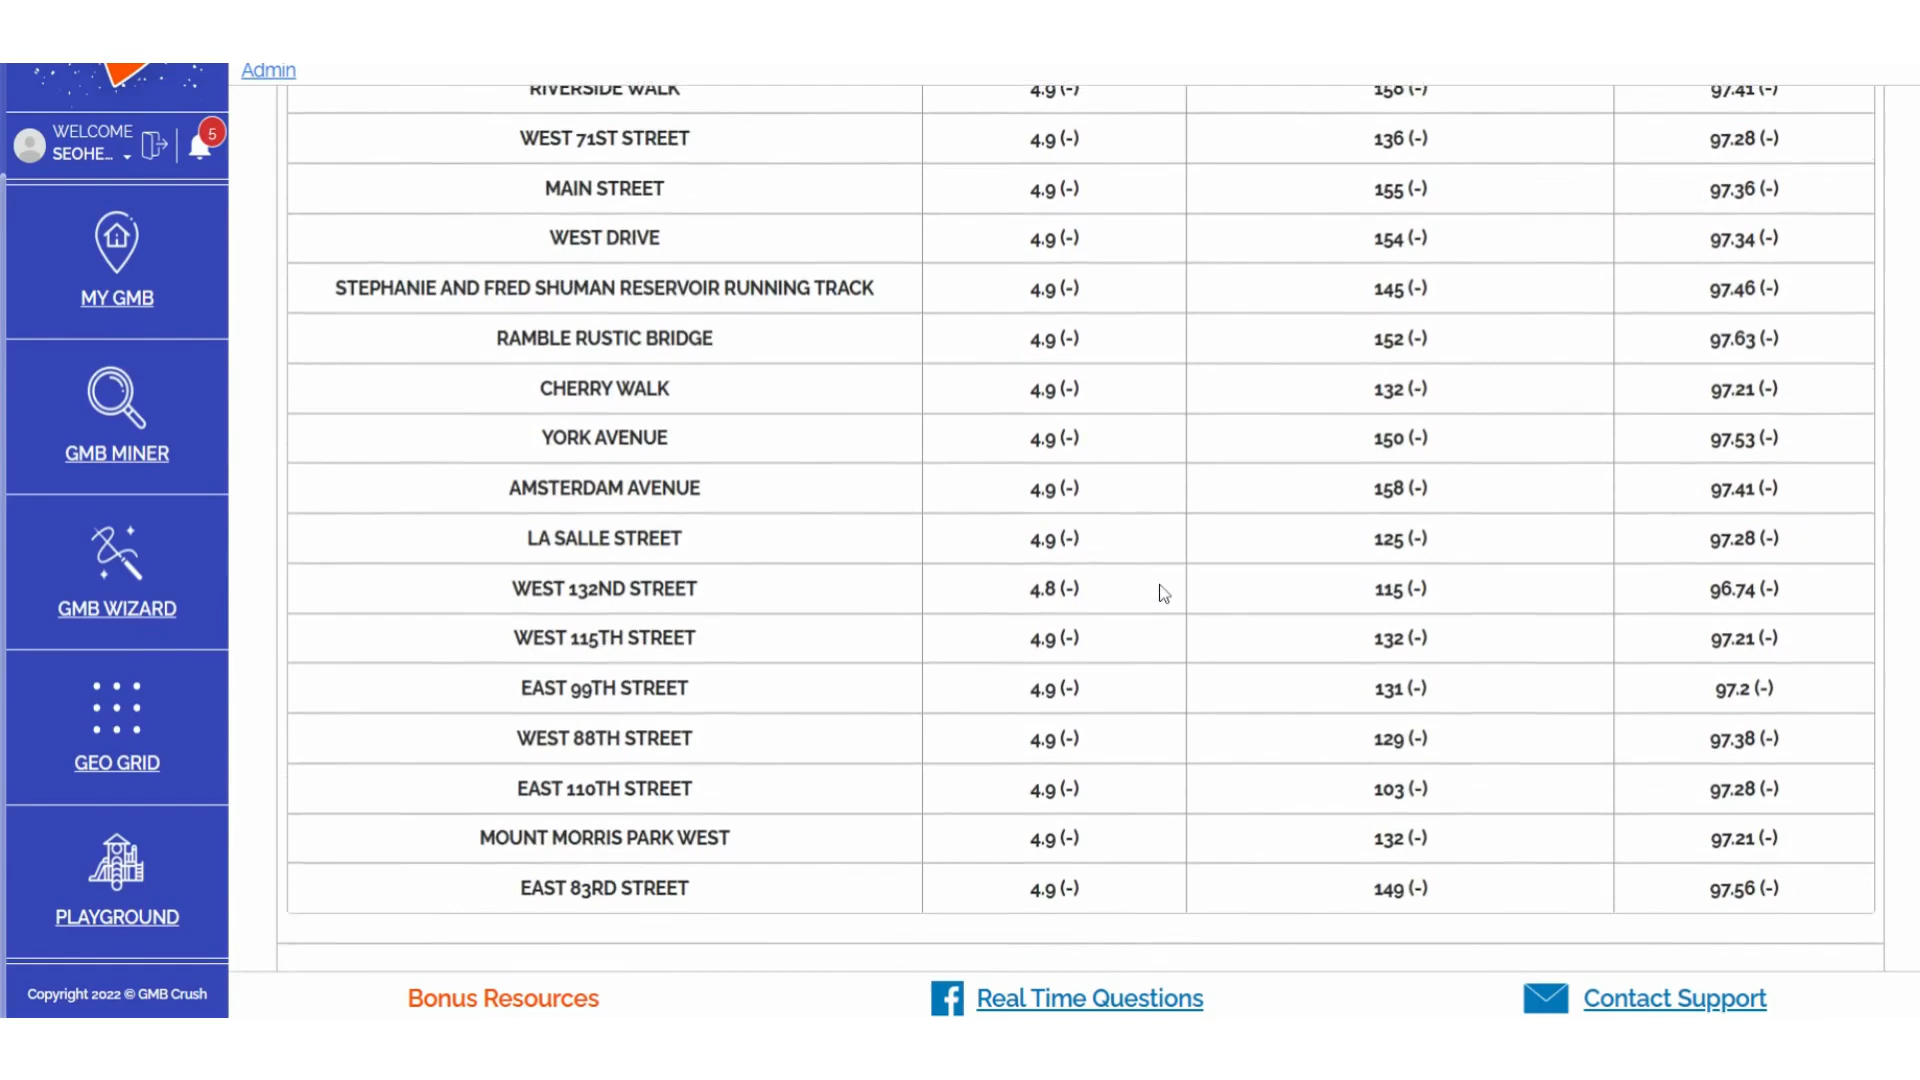 Admin
RIVERSIDE WALK 4.9 (-) 158 (-) 97.41 (-)
WELCOME
SEOHE...
5
WEST 71ST STREET 4.9 (-) 136 (-) 97.28 (-)
MAIN STREET 4.9 (-) 155 (-) 97.36 (-)
WEST DRIVE 4.9 (-) 154 (-) 97.34 (-)
STEPHANIE AND FRED SHUMAN RESERVOIR RUNNING TRACK 4.9 (-) 145 (-) 97.46 (-)
MY GMB
RAMBLE RUSTIC BRIDGE 4.9 (-) 152 (-) 97.63 (-)
CHERRY WALK 4.9 (-) 132 (-) 97.21 (-)
YORK AVENUE 4.9 (-) 150 (-) 97.53 (-)
GMB MINER
AMSTERDAM AVENUE 4.9 (-) 158 (-) 97.41 (-)
LA SALLE STREET 4.9 (-) 125 (-) 97.28 (-)
WEST 132ND STREET 4.8 (-) 115 (-) 96.74 (-)
GMB WIZARD
WEST 115TH STREET 4.9 (-) 132 (-) 97.21 (-)
EAST 99TH STREET 4.9 (-) 131 (-) 97.2 (-)
WEST 88TH STREET 4.9 (-) 129 (-) 97.38 (-)
GEO GRID
EAST 110TH STREET 4.9 (-) 103 (-) 97.28 (-)
MOUNT MORRIS PARK WEST 4.9 (-) 132 (-) 97.21 (-)
EAST 83RD STREET 4.9 (-) 149 (-) 97.56 (-)
PLAYGROUND
Copyright 2022 © GMB Crush
Bonus Resources
Real Time Questions
Contact Support